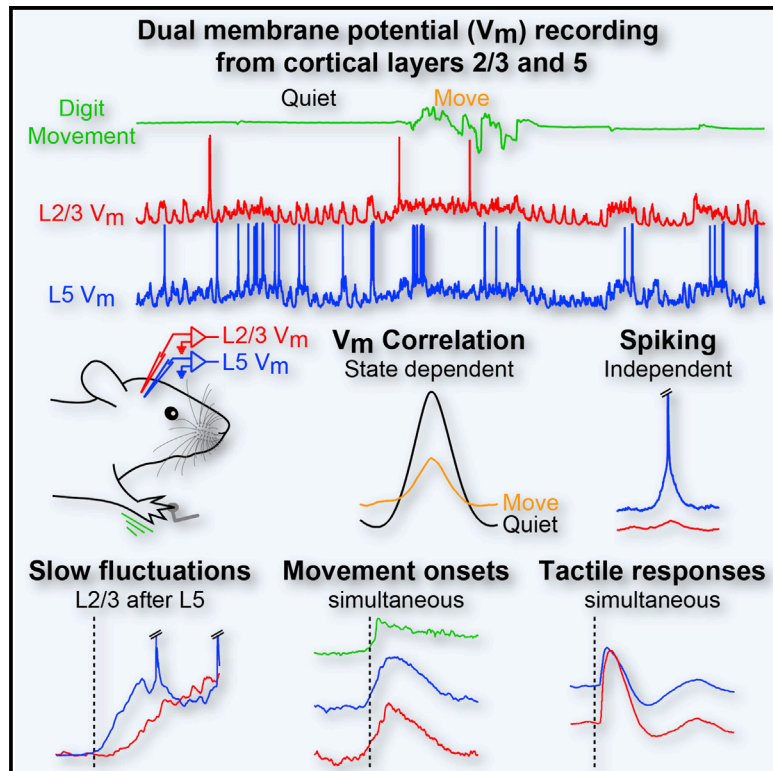 Dual membrane potential (Vm) recording
from cortical layers 2/3 and 5
Quiet
Move
Digit
Movement
L2/3 Vm
L5 Vm
L2/3 Vm
L5 Vm
Vm Correlation
State dependent
Move
Quiet
Spiking
Independent
Slow fluctuations
L2/3 after L5
Movement onsets
simultaneous
Tactile responses
simultaneous